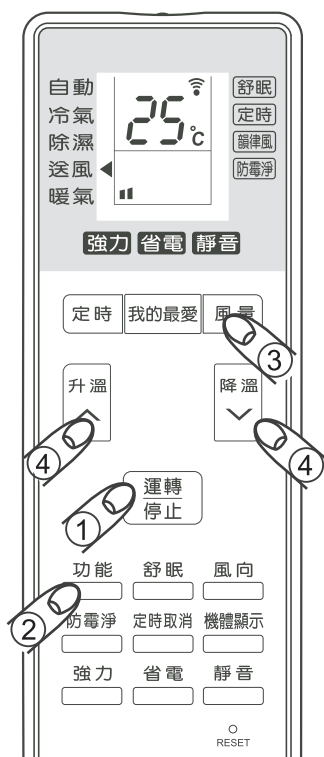 自動
冷氣
除濕
送風
暖氣
25℃
舒眠
定時
韻律風
防霉淨
強力 省電 靜音
定時 我的最愛 風量
③
升溫 降溫
④ ④
運轉
停止
①
功能 舒眠 風向
②
防霉淨 定時取消 機體顯示
強力 省電 靜音
RESET